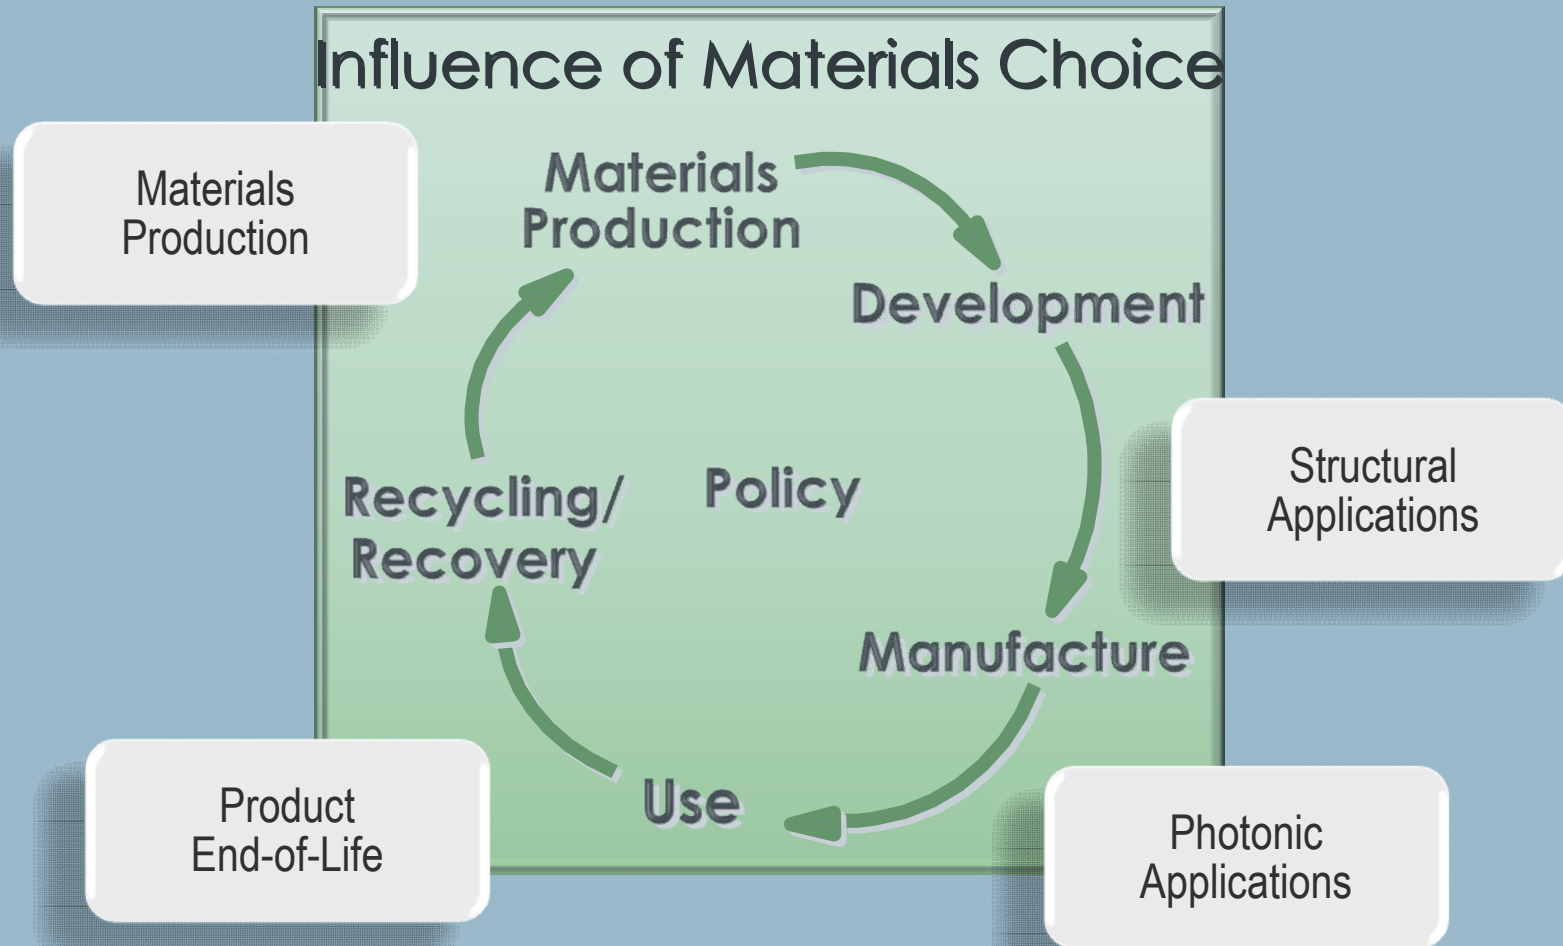 Influence of Materials Choice
Materials
Production
Materials
Production
Development
Structural
Applications
Recycling/
Recovery
Policy
Manufacture
Use
Product
End-of-Life
Photonic
Applications